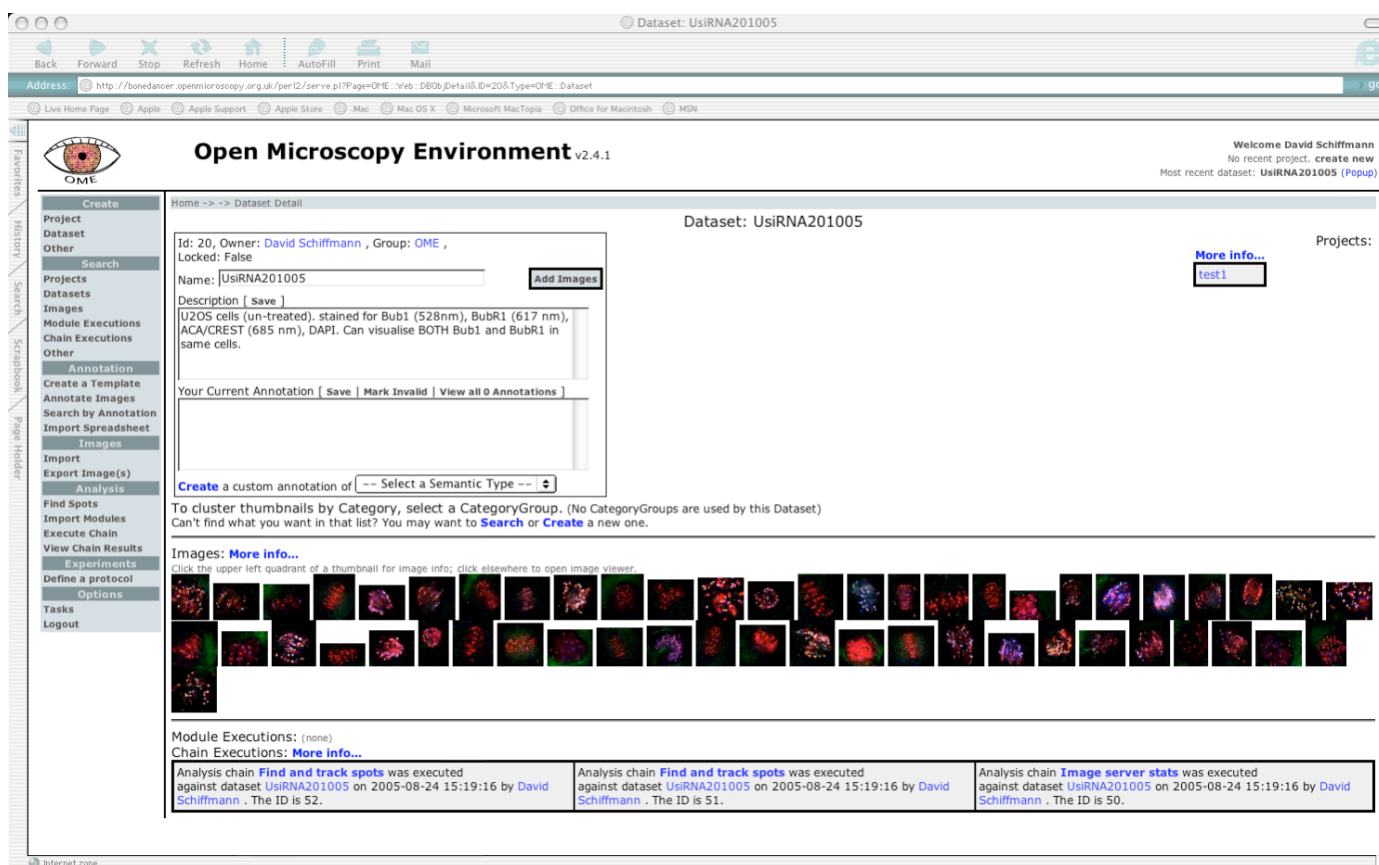 Dataset: UsiRNA201005
Back Forward Stop Refresh Home AutoFill Print Mail
Address: http://bonedancer.openmicroscopy.org.uk/perl2/serve.pl?Page=OME::Web::DBObjDetail&ID=20&Type=OME::Dataset go
Live Home Page Apple Apple Support Apple Store .Mac Mac OS X Microsoft MacTopia Office for Macintosh MSN
Favorites
History
Search
Scrapbook
Page Holder
OME
Open Microscopy Environment v2.4.1
Welcome David Schiffmann
No recent project. create new
Most recent dataset: UsiRNA201005 (Popup)
Create
Project
Dataset
Other
Search
Projects
Datasets
Images
Module Executions
Chain Executions
Other
Annotation
Create a Template
Annotate Images
Search by Annotation
Import Spreadsheet
Images
Import
Export Image(s)
Analysis
Find Spots
Import Modules
Execute Chain
View Chain Results
Experiments
Define a protocol
Options
Tasks
Logout
Home -> -> Dataset Detail
Dataset: UsiRNA201005
Id: 20, Owner: David Schiffmann , Group: OME ,
Locked: False
Name: UsiRNA201005 Add Images
Description [ Save ]
U2OS cells (un-treated). stained for Bub1 (528nm), BubR1 (617 nm),
ACA/CREST (685 nm), DAPI. Can visualise BOTH Bub1 and BubR1 in
same cells.
Your Current Annotation [ Save | Mark Invalid | View all 0 Annotations ]
Create a custom annotation of -- Select a Semantic Type --
Projects:
More info...
test1
To cluster thumbnails by Category, select a CategoryGroup. (No CategoryGroups are used by this Dataset)
Can't find what you want in that list? You may want to Search or Create a new one.
Images: More info...
Click the upper left quadrant of a thumbnail for image info; click elsewhere to open image viewer.
Module Executions: (none)
Chain Executions: More info...
Analysis chain Find and track spots was executed
against dataset UsiRNA201005 on 2005-08-24 15:19:16 by David
Schiffmann . The ID is 52.
Analysis chain Find and track spots was executed
against dataset UsiRNA201005 on 2005-08-24 15:19:16 by David
Schiffmann . The ID is 51.
Analysis chain Image server stats was executed
against dataset UsiRNA201005 on 2005-08-24 15:19:16 by David
Schiffmann . The ID is 50.
Internet zone